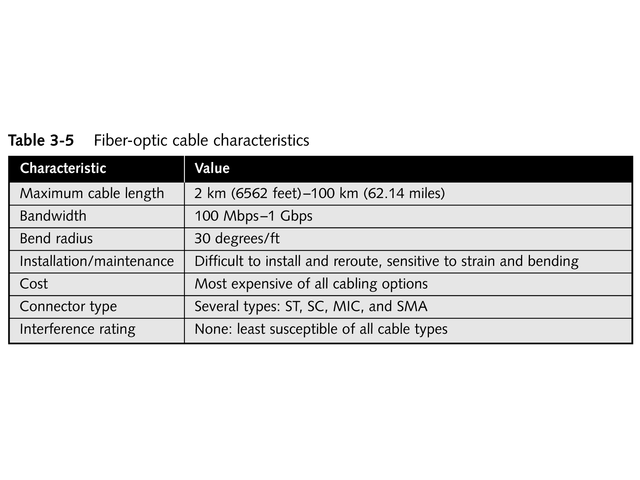 Table 3-5 Fiber-optic cable characteristics
Characteristic Value
Maximum cable length 2 km (6562 feet)–100 km (62.14 miles)
Bandwidth 100 Mbps–1 Gbps
Bend radius 30 degrees/ft
Installation/maintenance Difficult to install and reroute, sensitive to strain and bending
Cost Most expensive of all cabling options
Connector type Several types: ST, SC, MIC, and SMA
Interference rating None: least susceptible of all cable types